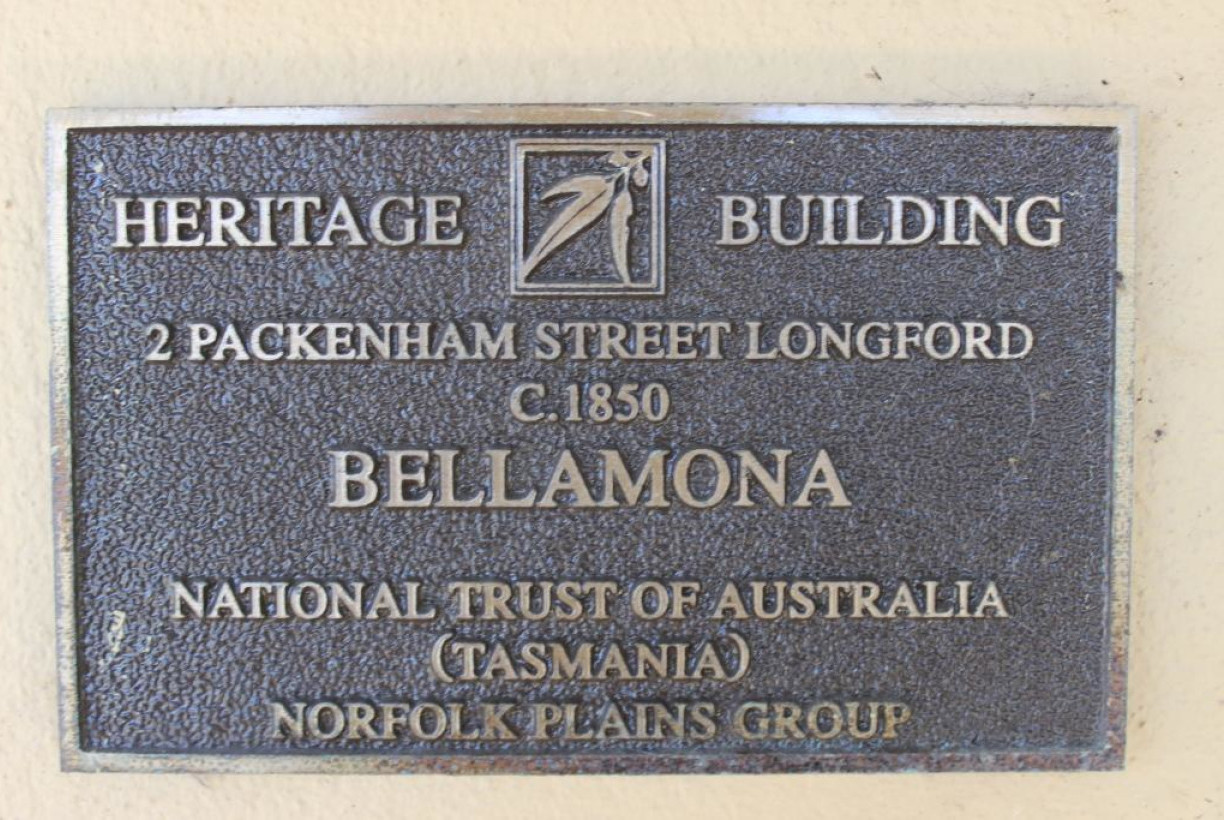 HERITAGE BUILDING
2 PACKENHAM STREET LONGFORD
C.1850
BELLAMONA
NATIONAL TRUST OF AUSTRALIA
(TASMANIA)
NORFOLK PLAINS GROUP